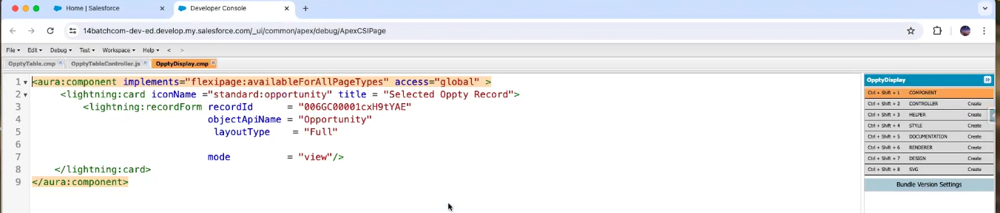 Home | Salesforce
Developer Console
14batchcom-dev-ed.develop.my.salesforce.com/_ui/common/apex/debug/ApexCSIPage
File Edit Debug Test Workspace Help < >
OpptyTable.cmp OpptyTableController.js OpptyDisplay.cmp
1 <aura:component implements="flexipage:availableForAllPageTypes" access="global" >
2 <lightning:card iconName ="standard:opportunity" title = "Selected Oppty Record">
3 <lightning:recordForm recordId = "006GC00001cxH9tYAE"
4 objectApiName = "Opportunity"
5 layoutType = "Full"
6
7 mode = "view"/>
8 </lightning:card>
9 </aura:component>
OpptyDisplay
Ctrl + Shift + 1 COMPONENT
Ctrl + Shift + 2 CONTROLLER Create
Ctrl + Shift + 3 HELPER Create
Ctrl + Shift + 4 STYLE Create
Ctrl + Shift + 5 DOCUMENTATION Create
Ctrl + Shift + 6 RENDERER Create
Ctrl + Shift + 7 DESIGN Create
Ctrl + Shift + 8 SVG Create
Bundle Version Settings